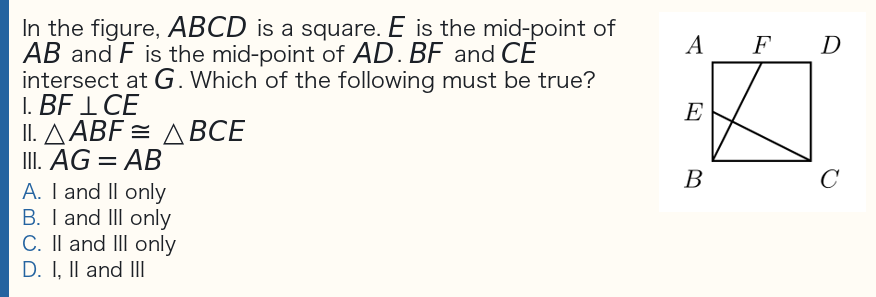 In the figure, ABCD is a square. E is the mid-point of
AB and F is the mid-point of AD. BF and CE
intersect at G. Which of the following must be true?
I. BF ⊥ CE
II. △ABF ≅ △BCE
III. AG = AB
A. I and II only
B. I and III only
C. II and III only
D. I, II and III
A F D
E
B C